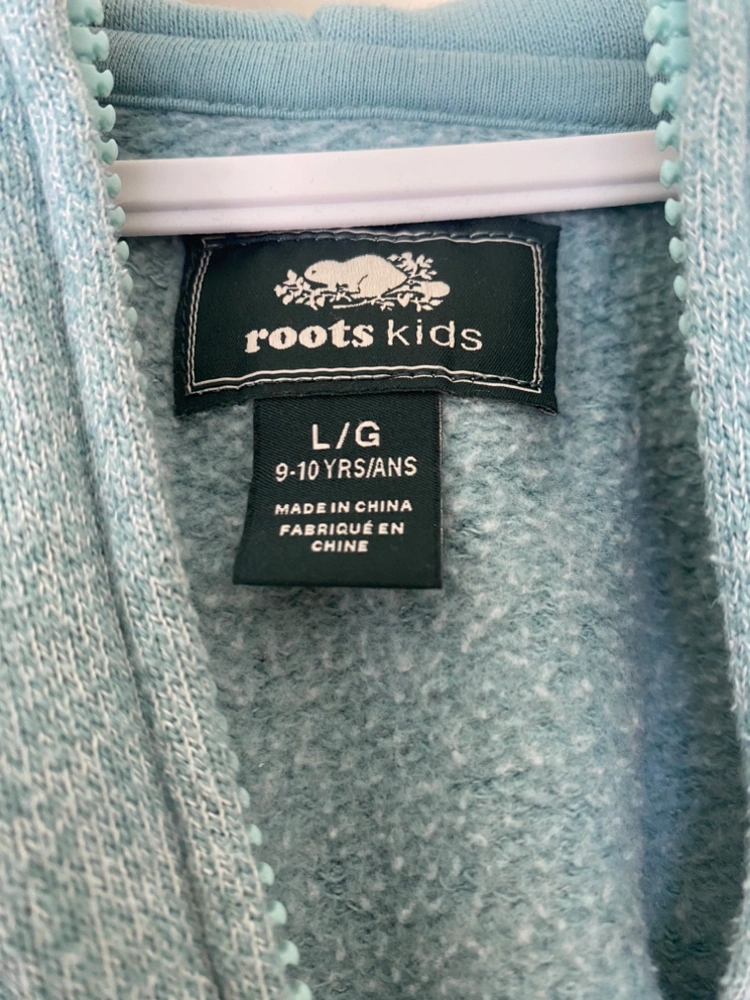 roots kids
L/G
9-10 YRS/ANS
MADE IN CHINA
FABRIQUÉ EN
CHINE